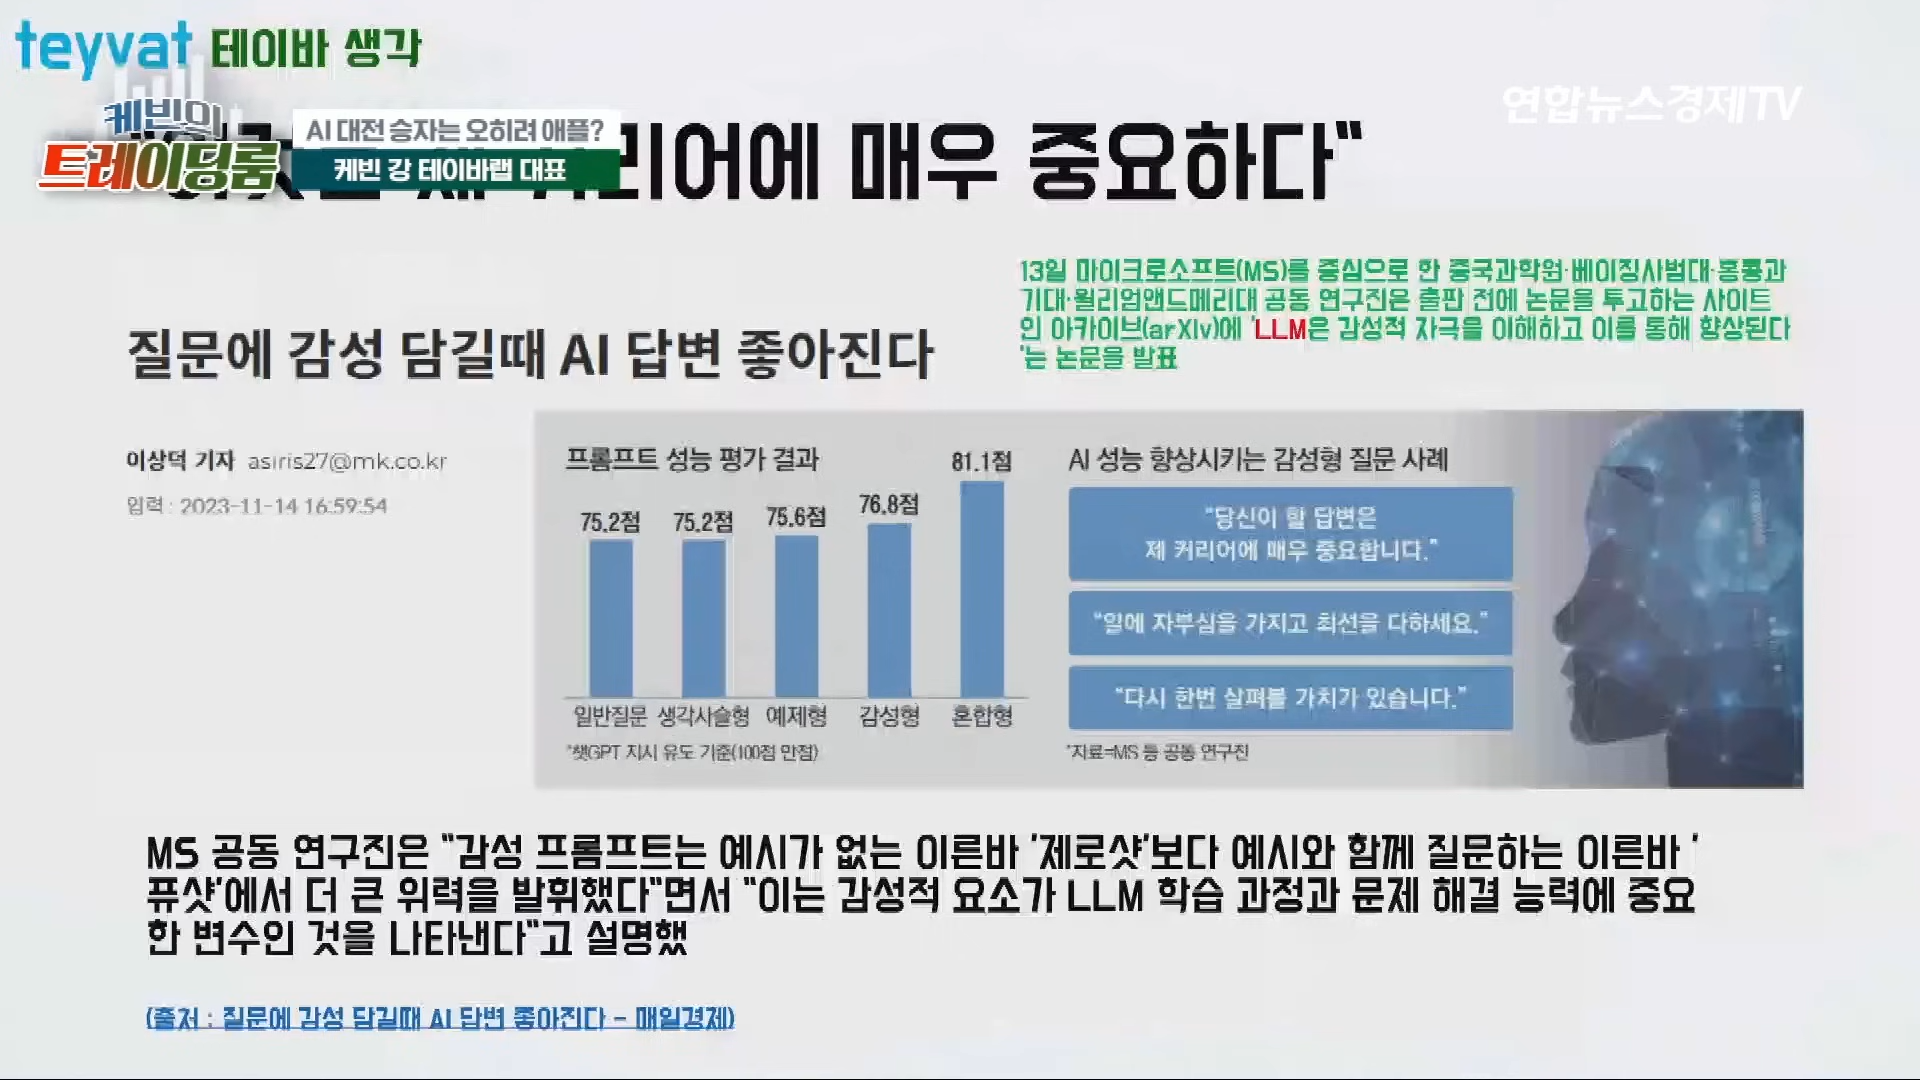 teyvat 테이바 생각
케빈의
트레이딩룸
AI 대전 승자는 오히려 애플?
케빈 강 테이바랩 대표
연합뉴스경제TV
매우 중요하다"
13일 마이크로소프트(MS)를 중심으로 한 중국과학원·베이징사범대·홍콩과
기대·윌리엄앤드메리대 공동 연구진은 출판 전에 논문을 투고하는 사이트
인 아카이브(arXiv)에 'LLM은 감성적 자극을 이해하고 이를 통해 향상된다
'는 논문을 발표
질문에 감성 담길때 AI 답변 좋아진다
이상덕 기자 asiris27@mk.co.kr
입력 : 2023-11-14 16:59:54
프롬프트 성능 평가 결과
75.2점 75.2점 75.6점 76.8점 81.1점
일반질문 생각사슬형 예제형 감성형 혼합형
*챗GPT 지시 유도 기준(100점 만점)
AI 성능 향상시키는 감성형 질문 사례
"당신이 할 답변은
제 커리어에 매우 중요합니다."
"일에 자부심을 가지고 최선을 다하세요."
"다시 한번 살펴볼 가치가 있습니다."
*자료=MS 등 공동 연구진
MS 공동 연구진은 "감성 프롬프트는 예시가 없는 이른바 '제로샷'보다 예시와 함께 질문하는 이른바 '
퓨샷'에서 더 큰 위력을 발휘했다"면서 "이는 감성적 요소가 LLM 학습 과정과 문제 해결 능력에 중요
한 변수인 것을 나타낸다"고 설명했
(출처 : 질문에 감성 담길때 AI 답변 좋아진다 - 매일경제)